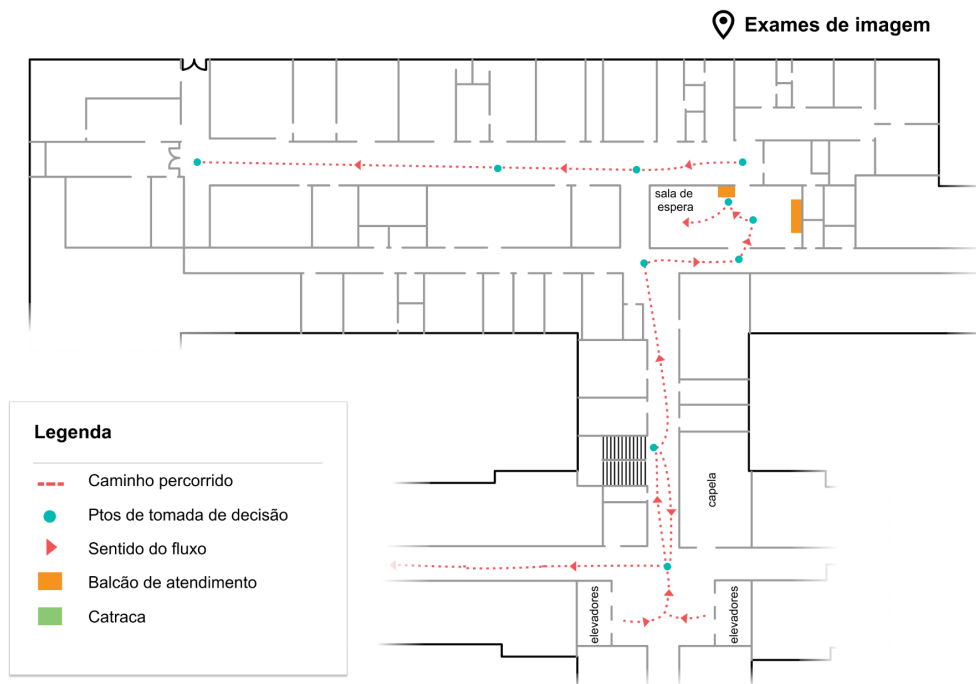 Exames de imagem
sala de
espera
Legenda
Caminho percorrido
Ptos de tomada de decisão
Sentido do fluxo
Balcão de atendimento
Catraca
capela
elevadores
elevadores